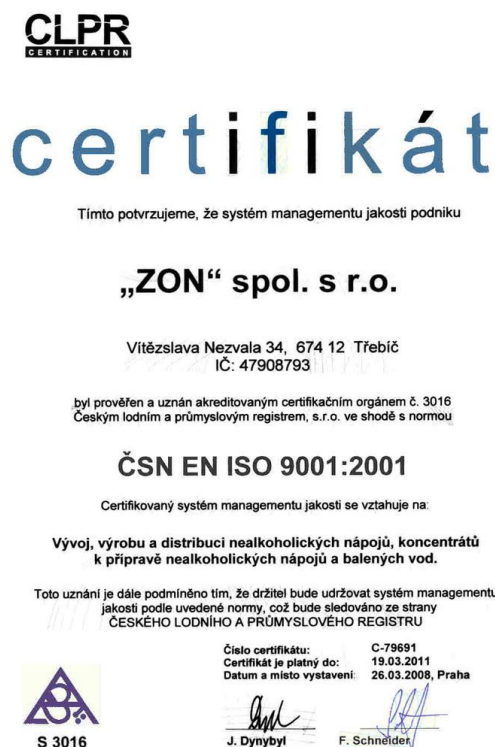 CLPR
CERTIFICATION
certifikát
Tímto potvrzujeme, že systém managementu jakosti podniku
„ZON“ spol. s r.o.
Vítězslava Nezvala 34, 674 12 Třebíč
IČ: 47908793
byl prověřen a uznán akreditovaným certifikačním orgánem č. 3016
Českým lodním a průmyslovým registrem, s.r.o. ve shodě s normou
ČSN EN ISO 9001:2001
Certifikovaný systém managementu jakosti se vztahuje na:
Vývoj, výrobu a distribuci nealkoholických nápojů, koncentrátů
k přípravě nealkoholických nápojů a balených vod.
Toto uznání je dále podmíněno tím, že držitel bude udržovat systém managementu
jakosti podle uvedené normy, což bude sledováno ze strany
ČESKÉHO LODNÍHO A PRŮMYSLOVÉHO REGISTRU
Číslo certifikátu: C-79691
Certifikát je platný do: 19.03.2011
Datum a místo vystavení: 26.03.2008, Praha
S 3016
J. Dynybyl F. Schneider